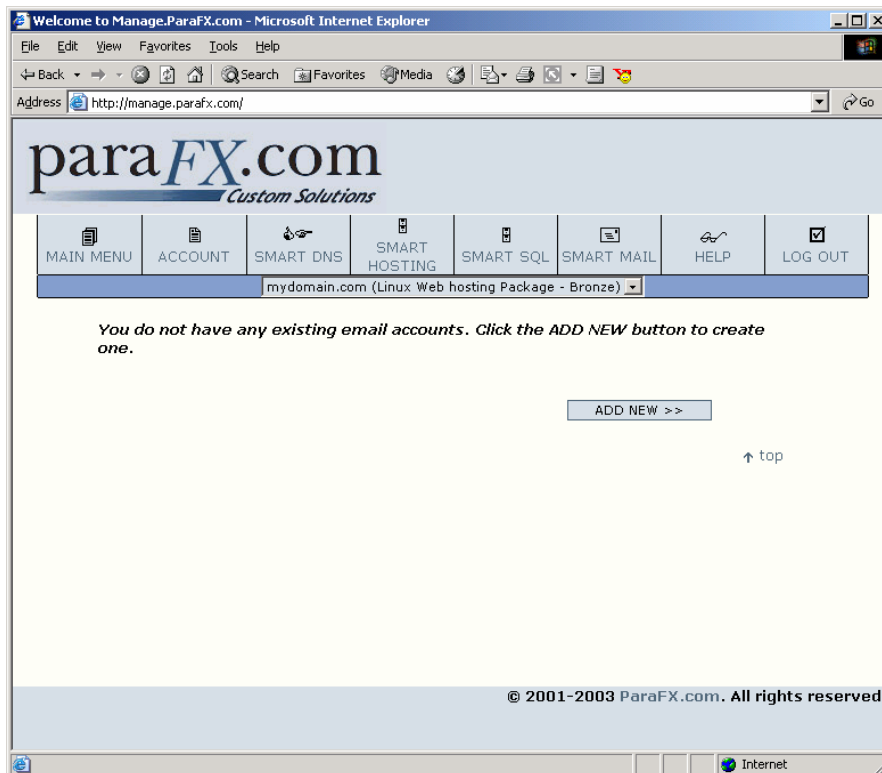 Welcome to Manage.ParaFX.com - Microsoft Internet Explorer
File Edit View Favorites Tools Help
Back Search Favorites Media
Address http://manage.parafx.com/ Go
paraFX.com
Custom Solutions
MAIN MENU ACCOUNT SMART DNS SMART HOSTING SMART SQL SMART MAIL HELP LOG OUT
mydomain.com (Linux Web hosting Package - Bronze)
You do not have any existing email accounts. Click the ADD NEW button to create
one.
ADD NEW >>
top
© 2001-2003 ParaFX.com. All rights reserved
Internet